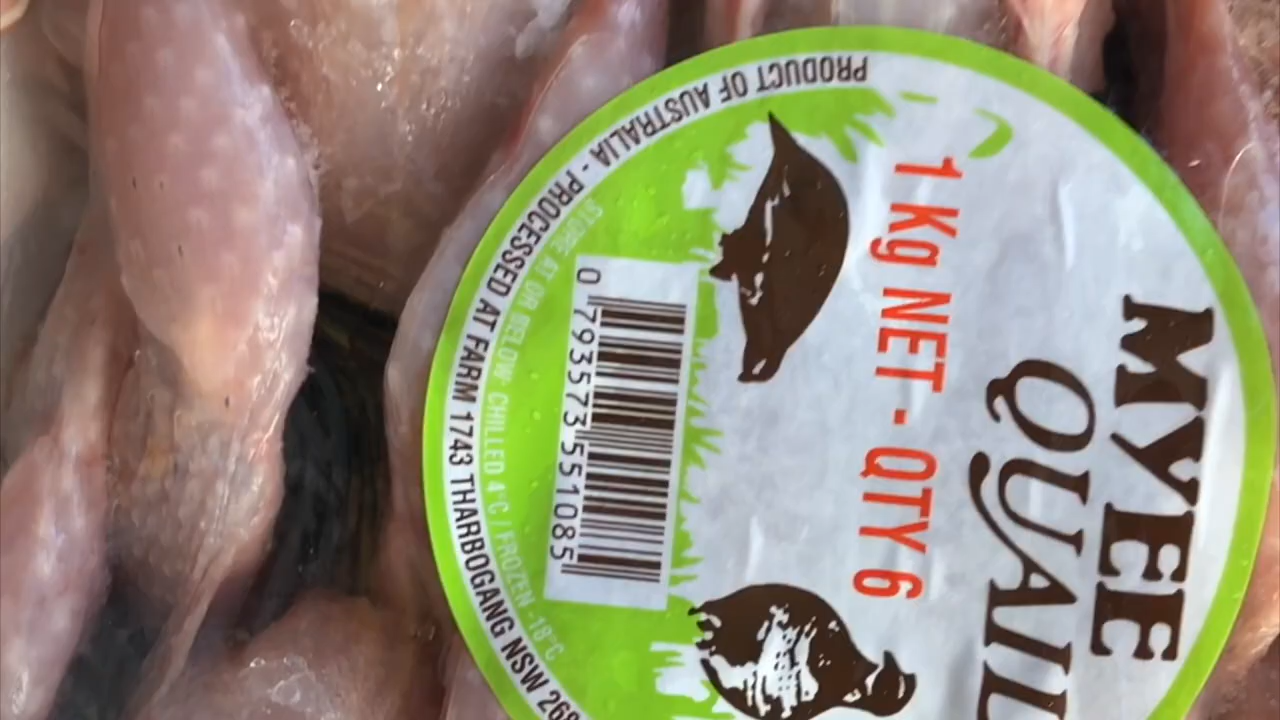 MYEE
QUAIL
1 Kg NET - QTY 6
0 793573 551085
STORE AT OR BELOW· CHILLED 4°C / FROZEN -18°C
PRODUCT OF AUSTRALIA - PROCESSED AT FARM 1743 THARBOGANG NSW